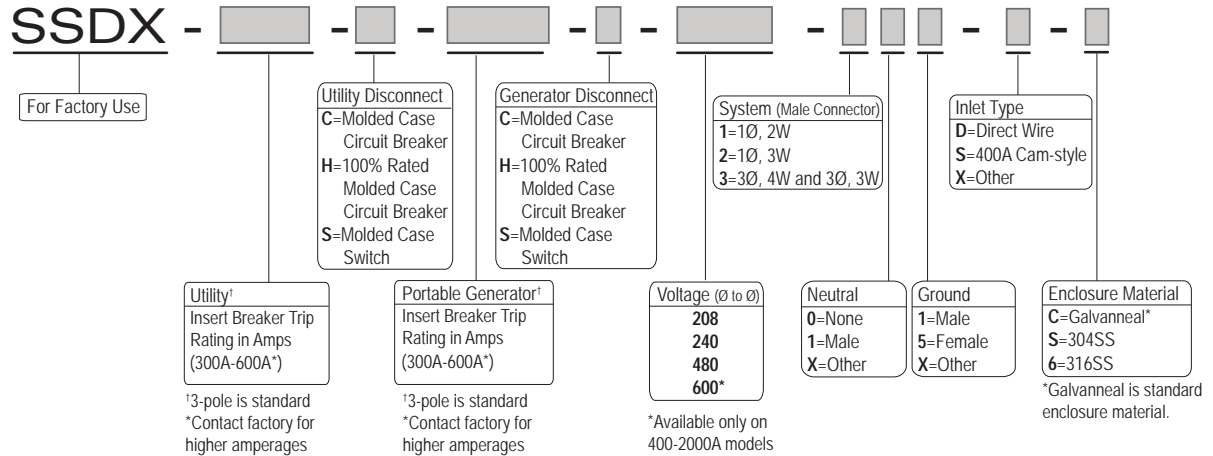 SSDX - - - - - - - -
For Factory Use
Utility Disconnect
C=Molded Case
Circuit Breaker
H=100% Rated
Molded Case
Circuit Breaker
S=Molded Case
Switch
Generator Disconnect
C=Molded Case
Circuit Breaker
H=100% Rated
Molded Case
Circuit Breaker
S=Molded Case
Switch
System (Male Connector)
1=1Ø, 2W
2=1Ø, 3W
3=3Ø, 4W and 3Ø, 3W
Inlet Type
D=Direct Wire
S=400A Cam-style
X=Other
Utility†
Insert Breaker Trip
Rating in Amps
(300A-600A*)
†3-pole is standard
*Contact factory for
higher amperages
Portable Generator†
Insert Breaker Trip
Rating in Amps
(300A-600A*)
†3-pole is standard
*Contact factory for
higher amperages
Voltage (Ø to Ø)
208
240
480
600*
*Available only on
400-2000A models
Neutral
0=None
1=Male
X=Other
Ground
1=Male
5=Female
X=Other
Enclosure Material
C=Galvanneal*
S=304SS
6=316SS
*Galvanneal is standard
enclosure material.